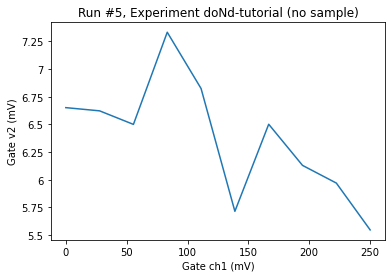 Run #5, Experiment doNd-tutorial (no sample)
Gate v2 (mV)
7.25
7
6.75
6.5
6.25
6
5.75
5.5
0 50 100 150 200 250
Gate ch1 (mV)